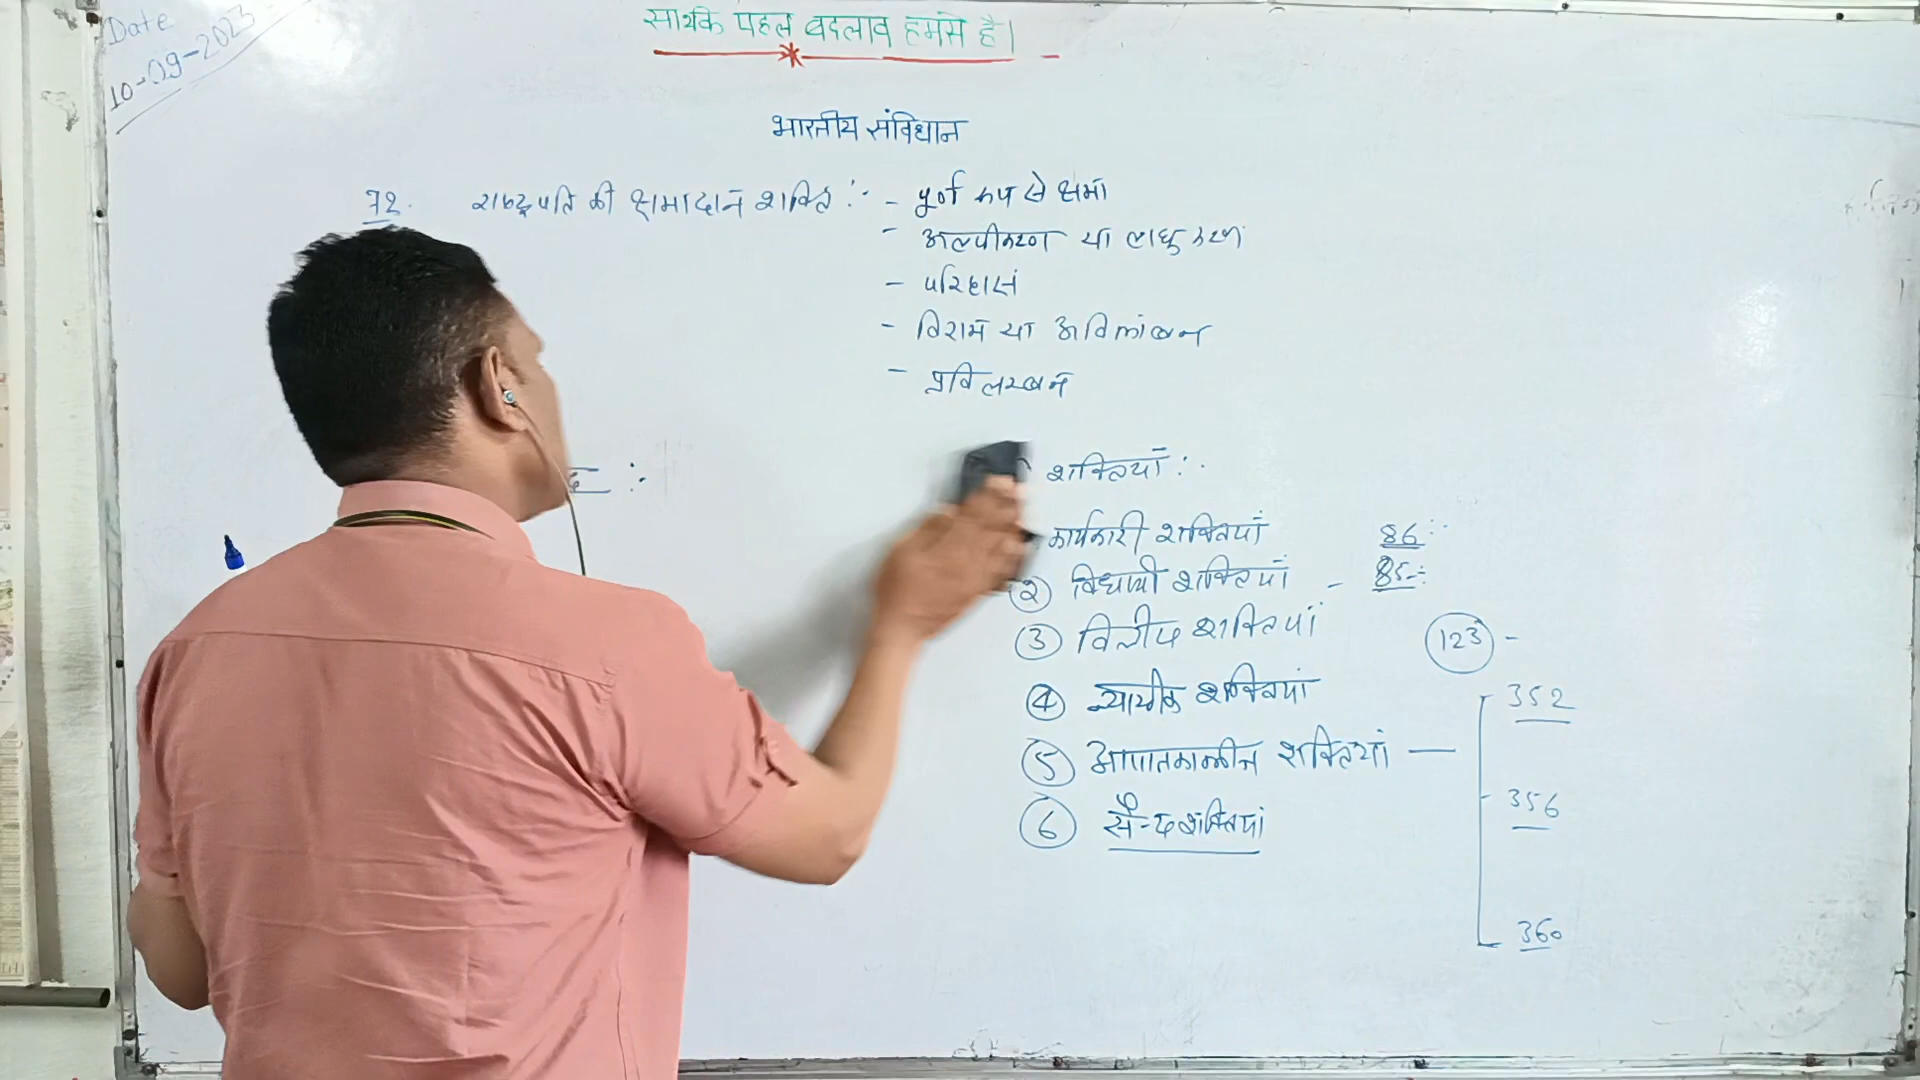 Date
10-09-2023
सार्थक पहल बदलाव हमसे है।
भारतीय संविधान
72. राष्ट्रपति की क्षमादान शक्ति :- - पूर्ण रूप से क्षमा
- अल्पीकरण या लघुकरण
- परिहास
- विराम या अविलंबन
- प्रविलम्बन
शक्तियाँ :-
कार्यकारी शक्तियां 86:-
(२) विधायी शक्तियां - 85:-
(3) वित्तीय शक्तियां (123) -
(4) न्यायीक शक्तियां 352
(5) आपातकालीन शक्तियां —
356
(6) सैन्य शक्तियां
360